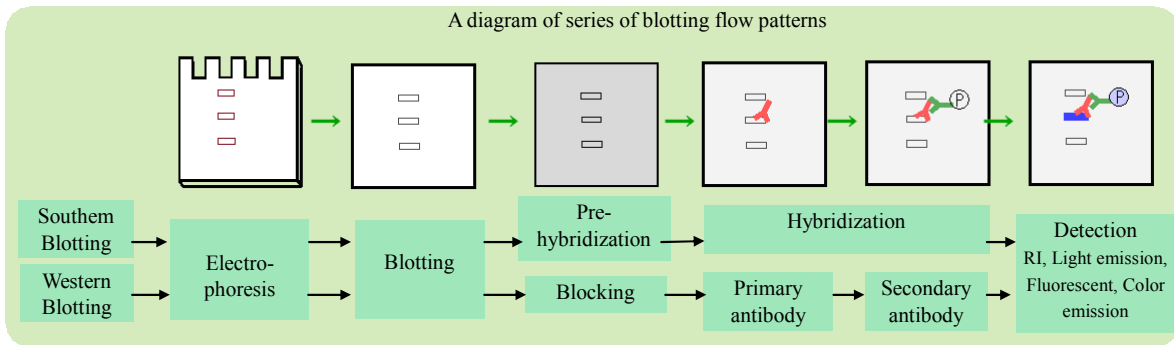 A diagram of series of blotting flow patterns
P
P
Southem
Blotting
Western
Blotting
Electro-
phoresis
Blotting
Pre-
hybridization
Blocking
Hybridization
Primary
antibody
Secondary
antibody
Detection
RI, Light emission,
Fluorescent, Color
emission